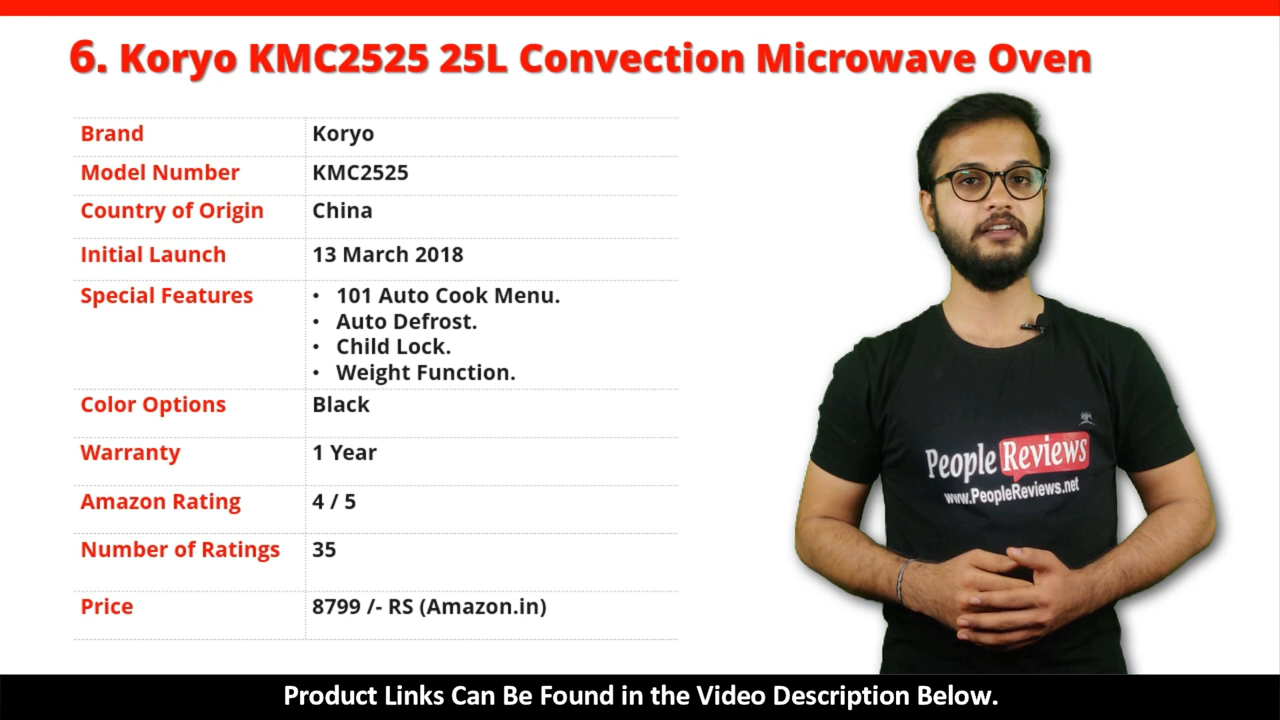 6. Koryo KMC2525 25L Convection Microwave Oven
Brand Koryo
Model Number KMC2525
Country of Origin China
Initial Launch 13 March 2018
Special Features • 101 Auto Cook Menu.
• Auto Defrost.
• Child Lock.
• Weight Function.
Color Options Black
Warranty 1 Year
Amazon Rating 4 / 5
Number of Ratings 35
Price 8799 /- RS (Amazon.in)
People Reviews
www.PeopleReviews.net
Product Links Can Be Found in the Video Description Below.